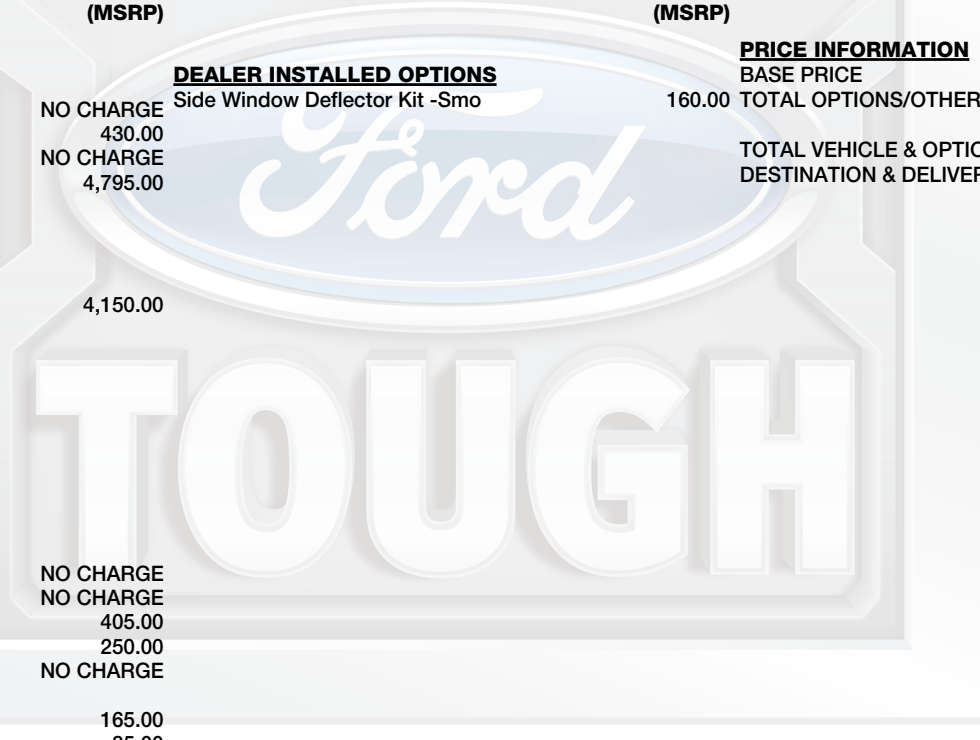 (MSRP)
(MSRP)
PRICE INFORMATION
DEALER INSTALLED OPTIONS
BASE PRICE
NO CHARGE
Side Window Deflector Kit -Smo
160.00
TOTAL OPTIONS/OTHER
430.00
NO CHARGE
TOTAL VEHICLE & OPTIO
4,795.00
DESTINATION & DELIVER
4,150.00
Ford
TOUGH
NO CHARGE
NO CHARGE
405.00
250.00
NO CHARGE
165.00